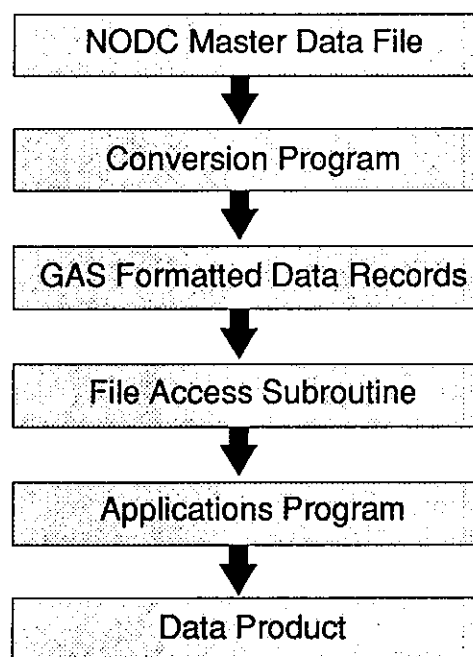 NODC Master Data File
Conversion Program
GAS Formatted Data Records
File Access Subroutine
Applications Program
Data Product